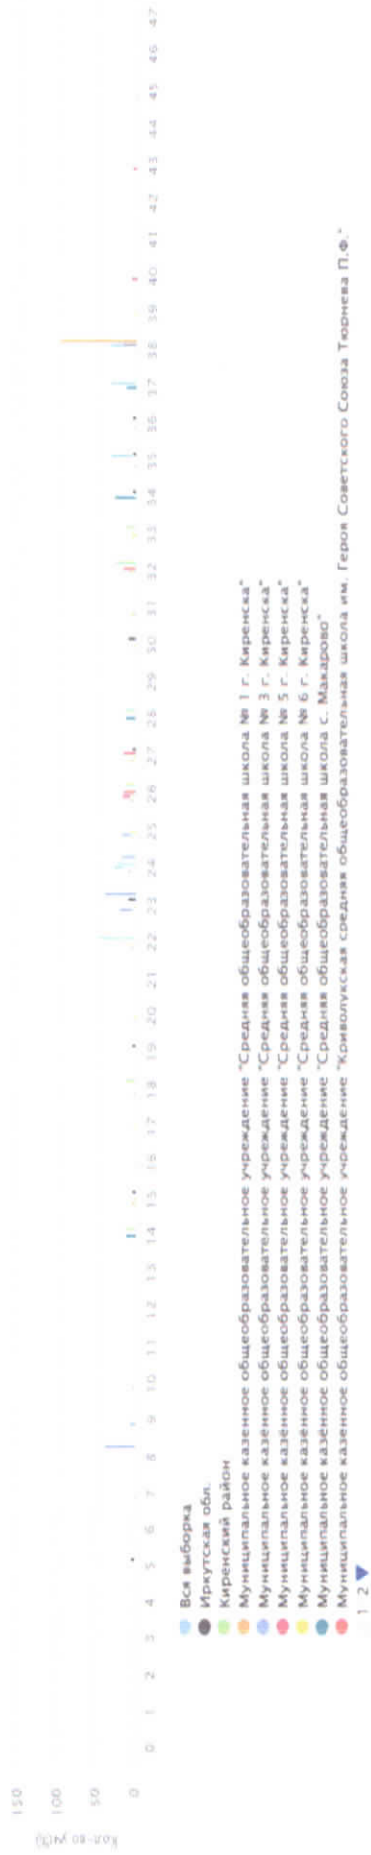 Кол-во уч(%)
150
100
50
0
0 1 2 3 4 5 6 7 8 9 10 11 12 13 14 15 16 17 18 19 20 21 22 23 24 25 26 27 28 29 30 31 32 33 34 35 36 37 38 39 40 41 42 43 44 45 46 47
Вся выборка
Иркутская обл.
Киренский район
Муниципальное казенное общеобразовательное учреждение "Средняя общеобразовательная школа № 1 г. Киренска"
Муниципальное казённое общеобразовательное учреждение "Средняя общеобразовательная школа № 3 г. Киренска"
Муниципальное казённое общеобразовательное учреждение "Средняя общеобразовательная школа № 5 г. Киренска"
Муниципальное казенное общеобразовательное учреждение "Средняя общеобразовательная школа № 6 г. Киренска"
Муниципальное казённое общеобразовательное учреждение "Средняя общеобразовательная школа с. Макарово"
Муниципальное казённое общеобразовательное учреждение "Криволукская средняя общеобразовательная школа им. Героя Советского Союза Тюрнева П.Ф."
1 2